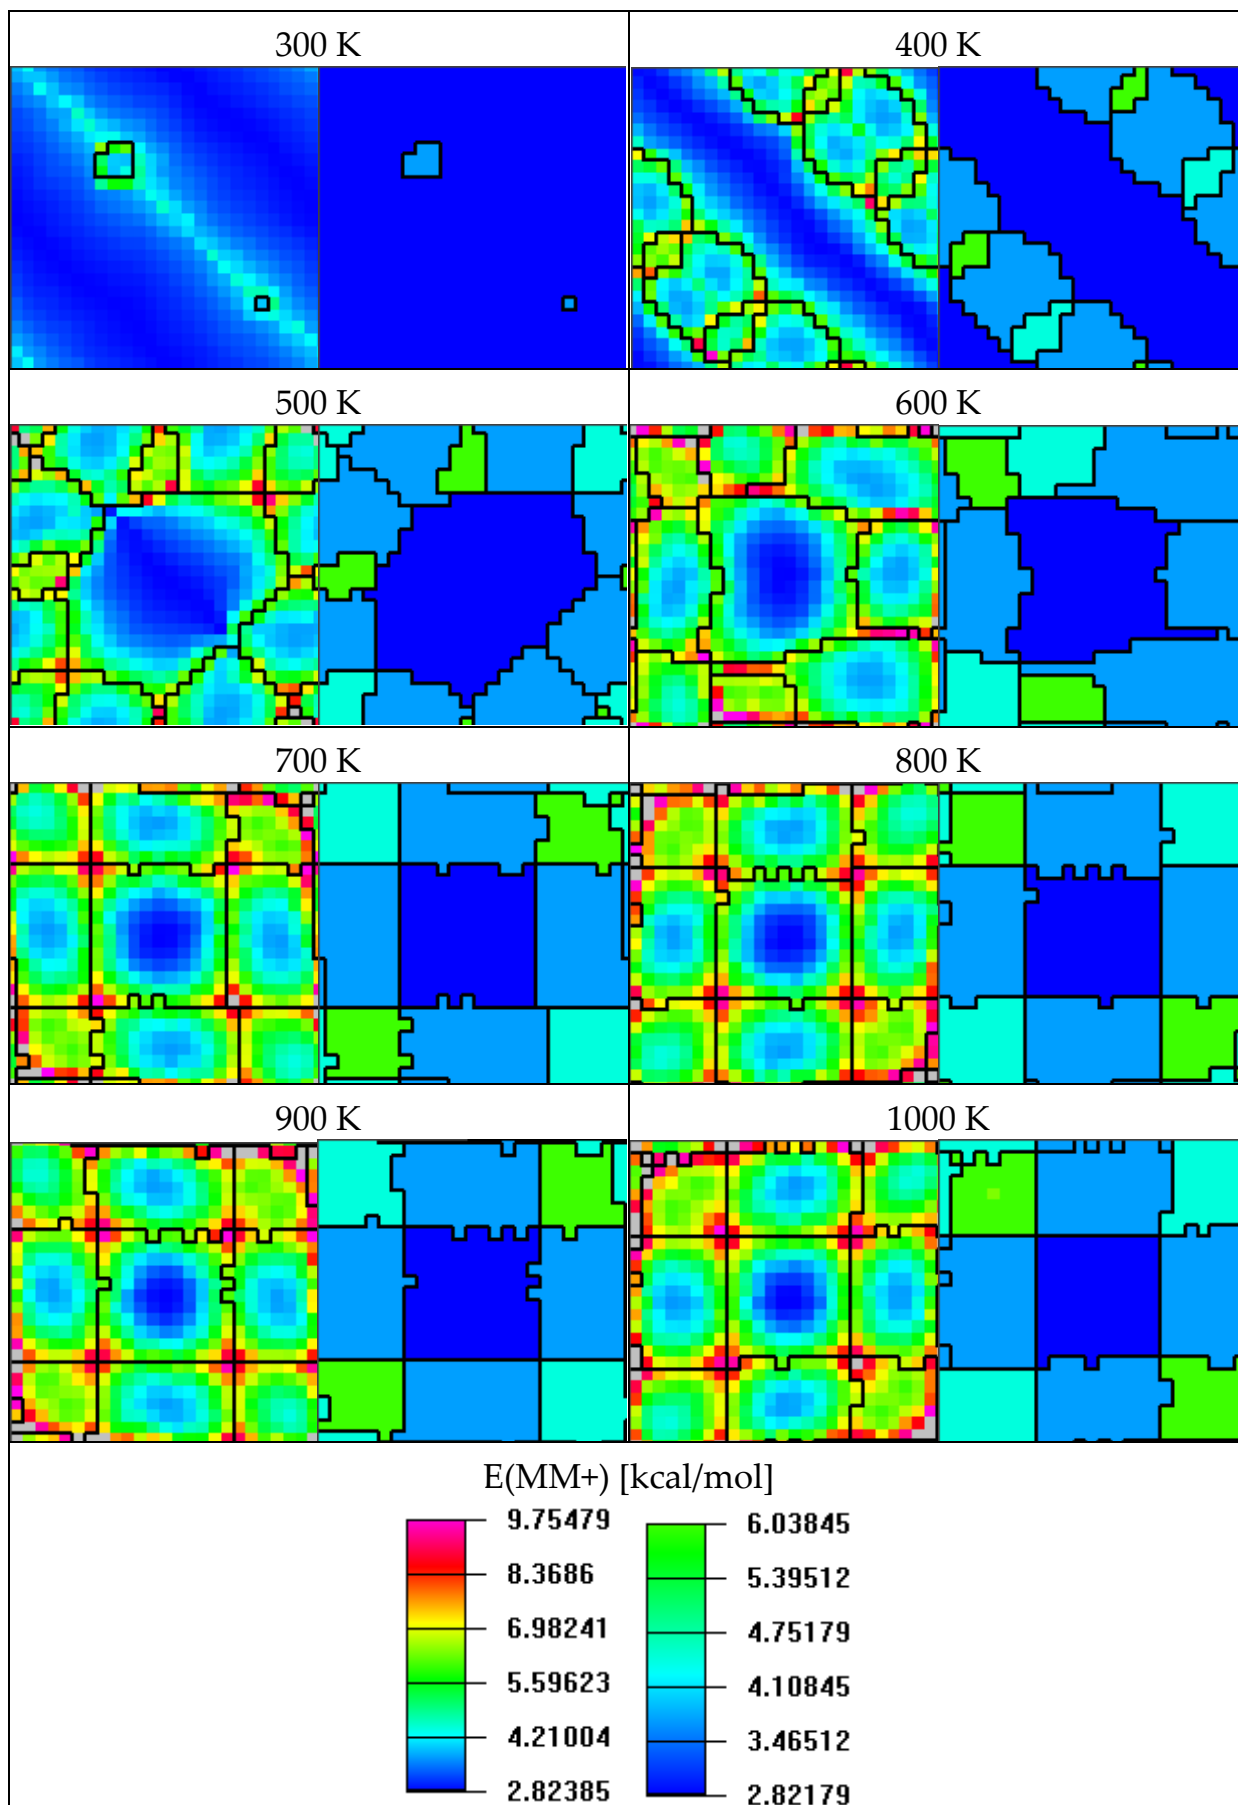 300 K
400 K
500 K
600 K
700 K
800 K
900 K
1000 K
E(MM+) [kcal/mol]
9.75479
8.3686
6.98241
5.59623
4.21004
2.82385
6.03845
5.39512
4.75179
4.10845
3.46512
2.82179